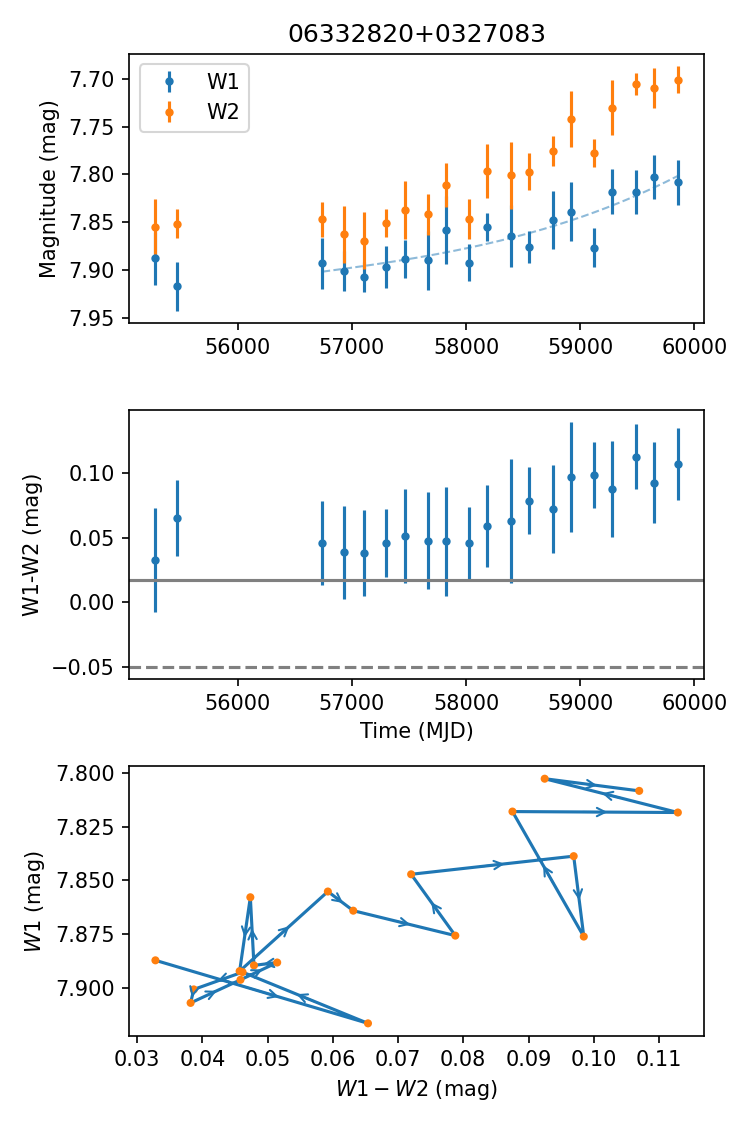 06332820+0327083
W1
W2
Magnitude (mag)
7.70
7.75
7.80
7.85
7.90
7.95
56000 57000 58000 59000 60000
W1-W2 (mag)
0.10
0.05
0.00
−0.05
56000 57000 58000 59000 60000
Time (MJD)
W1 (mag)
7.800
7.825
7.850
7.875
7.900
0.03 0.04 0.05 0.06 0.07 0.08 0.09 0.10 0.11
W1 − W2 (mag)